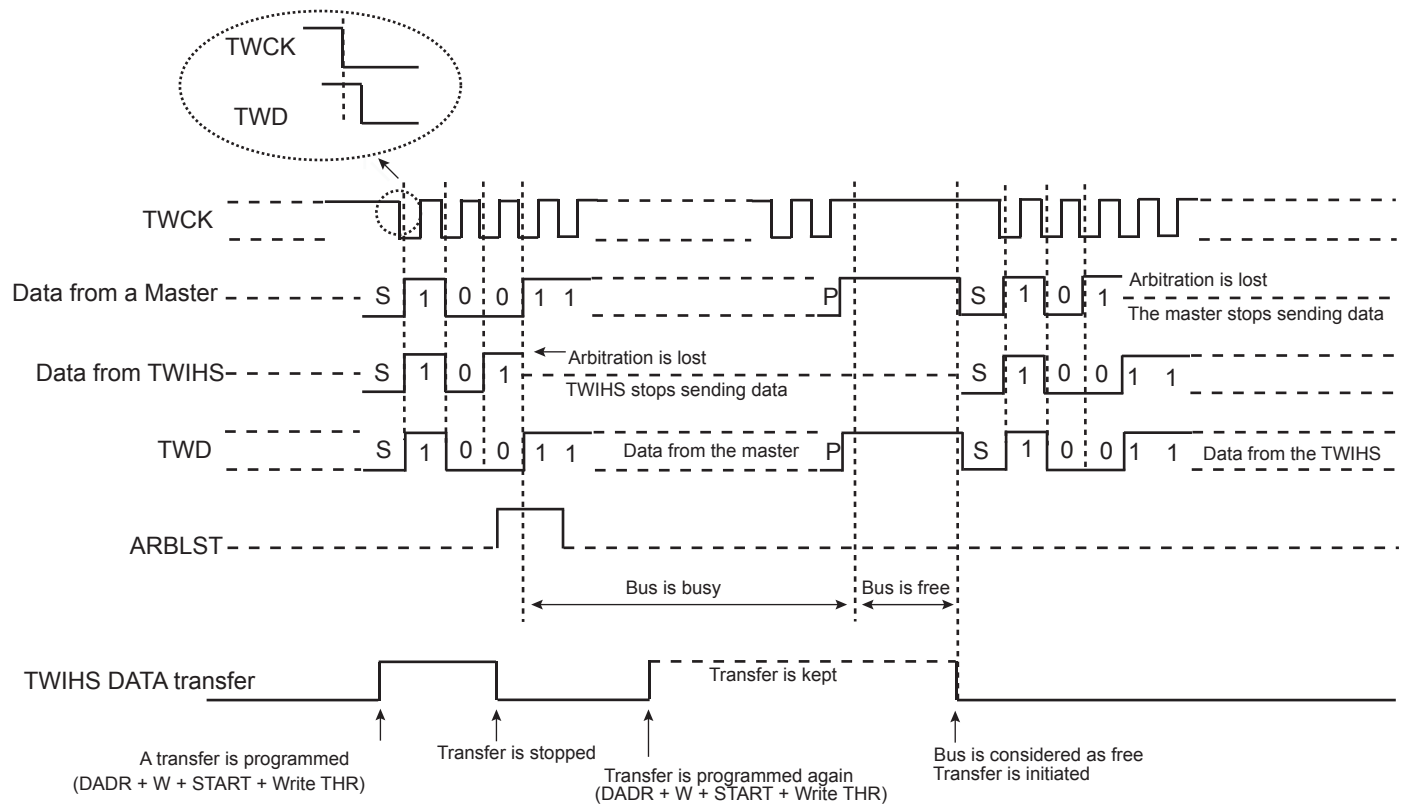 TWCK
TWD
TWCK
Data from a Master S 1 0 0 1 1 P S 1 0 1 Arbitration is lost
The master stops sending data
Data from TWIHS S 1 0 1 Arbitration is lost
TWIHS stops sending data
S 1 0 0 1 1
TWD S 1 0 0 1 1 Data from the master P S 1 0 0 1 1 Data from the TWIHS
ARBLST
Bus is busy Bus is free
TWIHS DATA transfer Transfer is kept
A transfer is programmed
(DADR + W + START + Write THR)
Transfer is stopped
Transfer is programmed again
(DADR + W + START + Write THR)
Bus is considered as free
Transfer is initiated